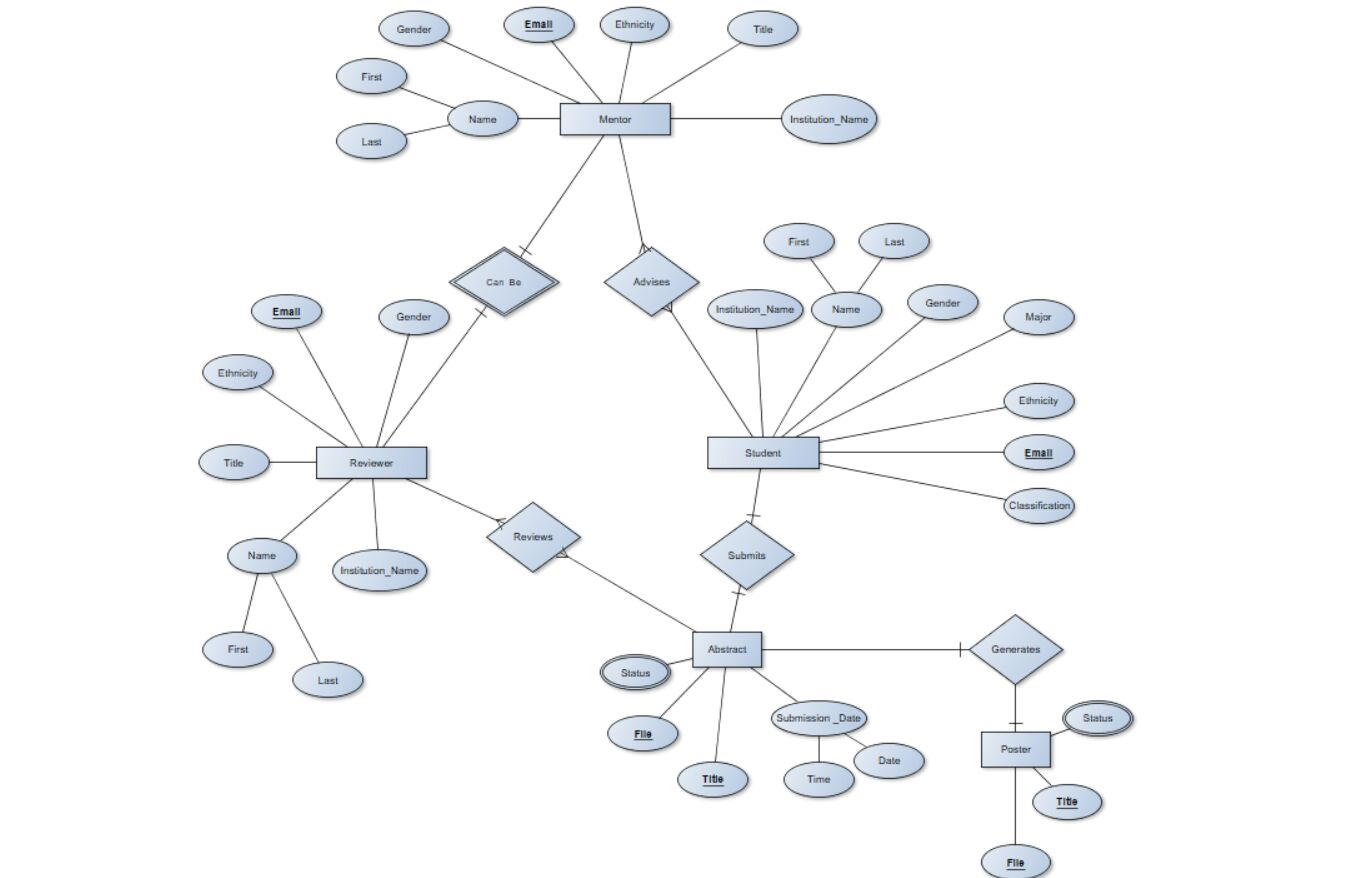 Gender
Email
Ethnicity
Title
First
Name
Mentor
Institution_Name
Last
First
Last
Can Be
Advises
Email
Gender
Institution_Name
Name
Gender
Major
Ethnicity
Ethnicity
Title
Reviewer
Student
Email
Classification
Reviews
Submits
Name
Institution_Name
First
Last
Abstract
Generates
Status
File
Title
Submission _Date
Time
Date
Status
Poster
Title
File